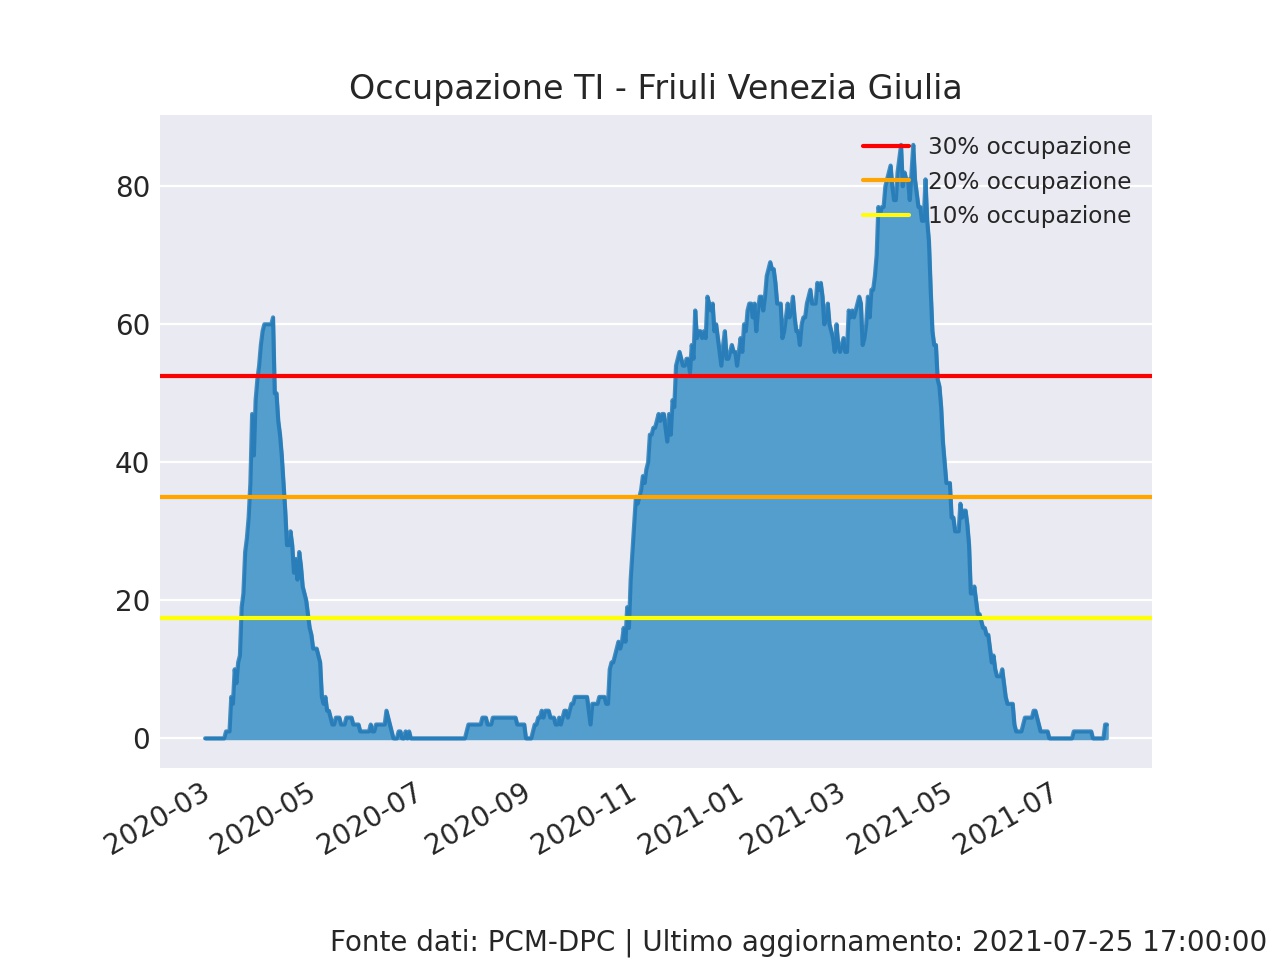 Occupazione TI - Friuli Venezia Giulia
30% occupazione
20% occupazione
10% occupazione
80
60
40
20
0
2020-03
2020-05
2020-07
2020-09
2020-11
2021-01
2021-03
2021-05
2021-07
Fonte dati: PCM-DPC | Ultimo aggiornamento: 2021-07-25 17:00:00